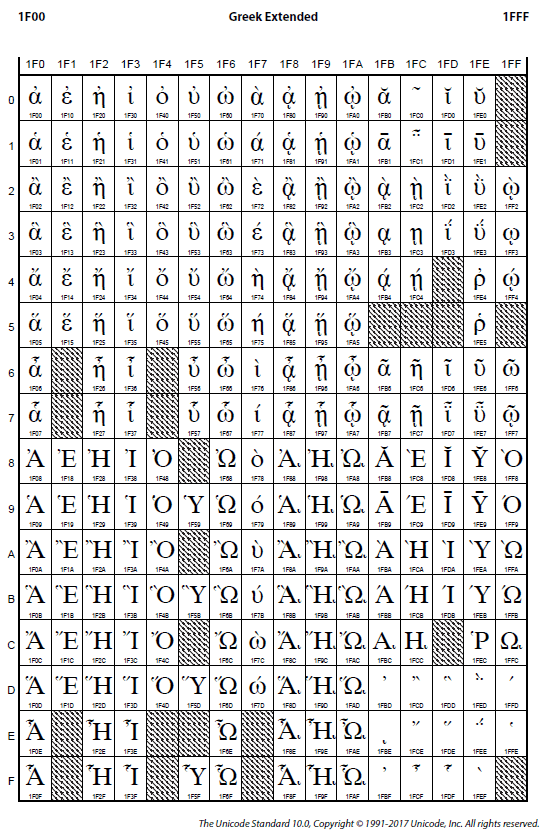 1F00 Greek Extended 1FFF
1F0 1F1 1F2 1F3 1F4 1F5 1F6 1F7 1F8 1F9 1FA 1FB 1FC 1FD 1FE 1FF
0 ἀ ἐ ἠ ἰ ὀ ὐ ὠ ὰ ᾀ ᾐ ᾠ ᾰ ῀ ῐ ῠ
1F00 1F10 1F20 1F30 1F40 1F50 1F60 1F70 1F80 1F90 1FA0 1FB0 1FC0 1FD0 1FE0
1 ἁ ἑ ἡ ἱ ὁ ὑ ὡ ά ᾁ ᾑ ᾡ ᾱ ῁ ῑ ῡ
1F01 1F11 1F21 1F31 1F41 1F51 1F61 1F71 1F81 1F91 1FA1 1FB1 1FC1 1FD1 1FE1
2 ἂ ἒ ἢ ἲ ὂ ὒ ὢ ὲ ᾂ ᾒ ᾢ ᾲ ῂ ῒ ῢ ῲ
1F02 1F12 1F22 1F32 1F42 1F52 1F62 1F72 1F82 1F92 1FA2 1FB2 1FC2 1FD2 1FE2 1FF2
3 ἃ ἓ ἣ ἳ ὃ ὓ ὣ έ ᾃ ᾓ ᾣ ᾳ ῃ ΐ ΰ ῳ
1F03 1F13 1F23 1F33 1F43 1F53 1F63 1F73 1F83 1F93 1FA3 1FB3 1FC3 1FD3 1FE3 1FF3
4 ἄ ἔ ἤ ἴ ὄ ὔ ὤ ὴ ᾄ ᾔ ᾤ ᾴ ῄ ῤ ῴ
1F04 1F14 1F24 1F34 1F44 1F54 1F64 1F74 1F84 1F94 1FA4 1FB4 1FC4 1FE4 1FF4
5 ἅ ἕ ἥ ἵ ὅ ὕ ὥ ή ᾅ ᾕ ᾥ ῥ
1F05 1F15 1F25 1F35 1F45 1F55 1F65 1F75 1F85 1F95 1FA5 1FE5
6 ἆ ἦ ἶ ὖ ὦ ὶ ᾆ ᾖ ᾦ ᾶ ῆ ῖ ῦ ῶ
1F06 1F26 1F36 1F56 1F66 1F76 1F86 1F96 1FA6 1FB6 1FC6 1FD6 1FE6 1FF6
7 ἇ ἧ ἷ ὗ ὧ ί ᾇ ᾗ ᾧ ᾷ ῇ ῗ ῧ ῷ
1F07 1F27 1F37 1F57 1F67 1F77 1F87 1F97 1FA7 1FB7 1FC7 1FD7 1FE7 1FF7
8 Ἀ Ἐ Ἠ Ἰ Ὀ Ὠ ὸ ᾈ ᾘ ᾨ Ᾰ Ὲ Ῐ Ῠ Ὸ
1F08 1F18 1F28 1F38 1F48 1F68 1F78 1F88 1F98 1FA8 1FB8 1FC8 1FD8 1FE8 1FF8
9 Ἁ Ἑ Ἡ Ἱ Ὁ Ὑ Ὡ ό ᾉ ᾙ ᾩ Ᾱ Έ Ῑ Ῡ Ό
1F09 1F19 1F29 1F39 1F49 1F59 1F69 1F79 1F89 1F99 1FA9 1FB9 1FC9 1FD9 1FE9 1FF9
A Ἂ Ἒ Ἢ Ἲ Ὂ Ὢ ὺ ᾊ ᾚ ᾪ Ὰ Ὴ Ὶ Ὺ Ὼ
1F0A 1F1A 1F2A 1F3A 1F4A 1F6A 1F7A 1F8A 1F9A 1FAA 1FBA 1FCA 1FDA 1FEA 1FFA
B Ἃ Ἓ Ἣ Ἳ Ὃ Ὓ Ὣ ύ ᾋ ᾛ ᾫ Ά Ή Ί Ύ Ώ
1F0B 1F1B 1F2B 1F3B 1F4B 1F5B 1F6B 1F7B 1F8B 1F9B 1FAB 1FBB 1FCB 1FDB 1FEB 1FFB
C Ἄ Ἔ Ἤ Ἴ Ὄ Ὤ ὼ ᾌ ᾜ ᾬ ᾼ ῌ Ῥ ῼ
1F0C 1F1C 1F2C 1F3C 1F4C 1F6C 1F7C 1F8C 1F9C 1FAC 1FBC 1FCC 1FEC 1FFC
D Ἅ Ἕ Ἥ Ἵ Ὅ Ὕ Ὥ ώ ᾍ ᾝ ᾭ ᾽ ῍ ῝ ῭ ´
1F0D 1F1D 1F2D 1F3D 1F4D 1F5D 1F6D 1F7D 1F8D 1F9D 1FAD 1FBD 1FCD 1FDD 1FED 1FFD
E Ἆ Ἦ Ἶ Ὦ ᾎ ᾞ ᾮ ι ῎ ῞ ΅ ῾
1F0E 1F2E 1F3E 1F6E 1F8E 1F9E 1FAE 1FBE 1FCE 1FDE 1FEE 1FFE
F Ἇ Ἧ Ἷ Ὗ Ὧ ᾏ ᾟ ᾯ ᾿ ῏ ῟ `
1F0F 1F2F 1F3F 1F5F 1F6F 1F8F 1F9F 1FAF 1FBF 1FCF 1FDF 1FEF
The Unicode Standard 10.0, Copyright © 1991-2017 Unicode, Inc. All rights reserved.